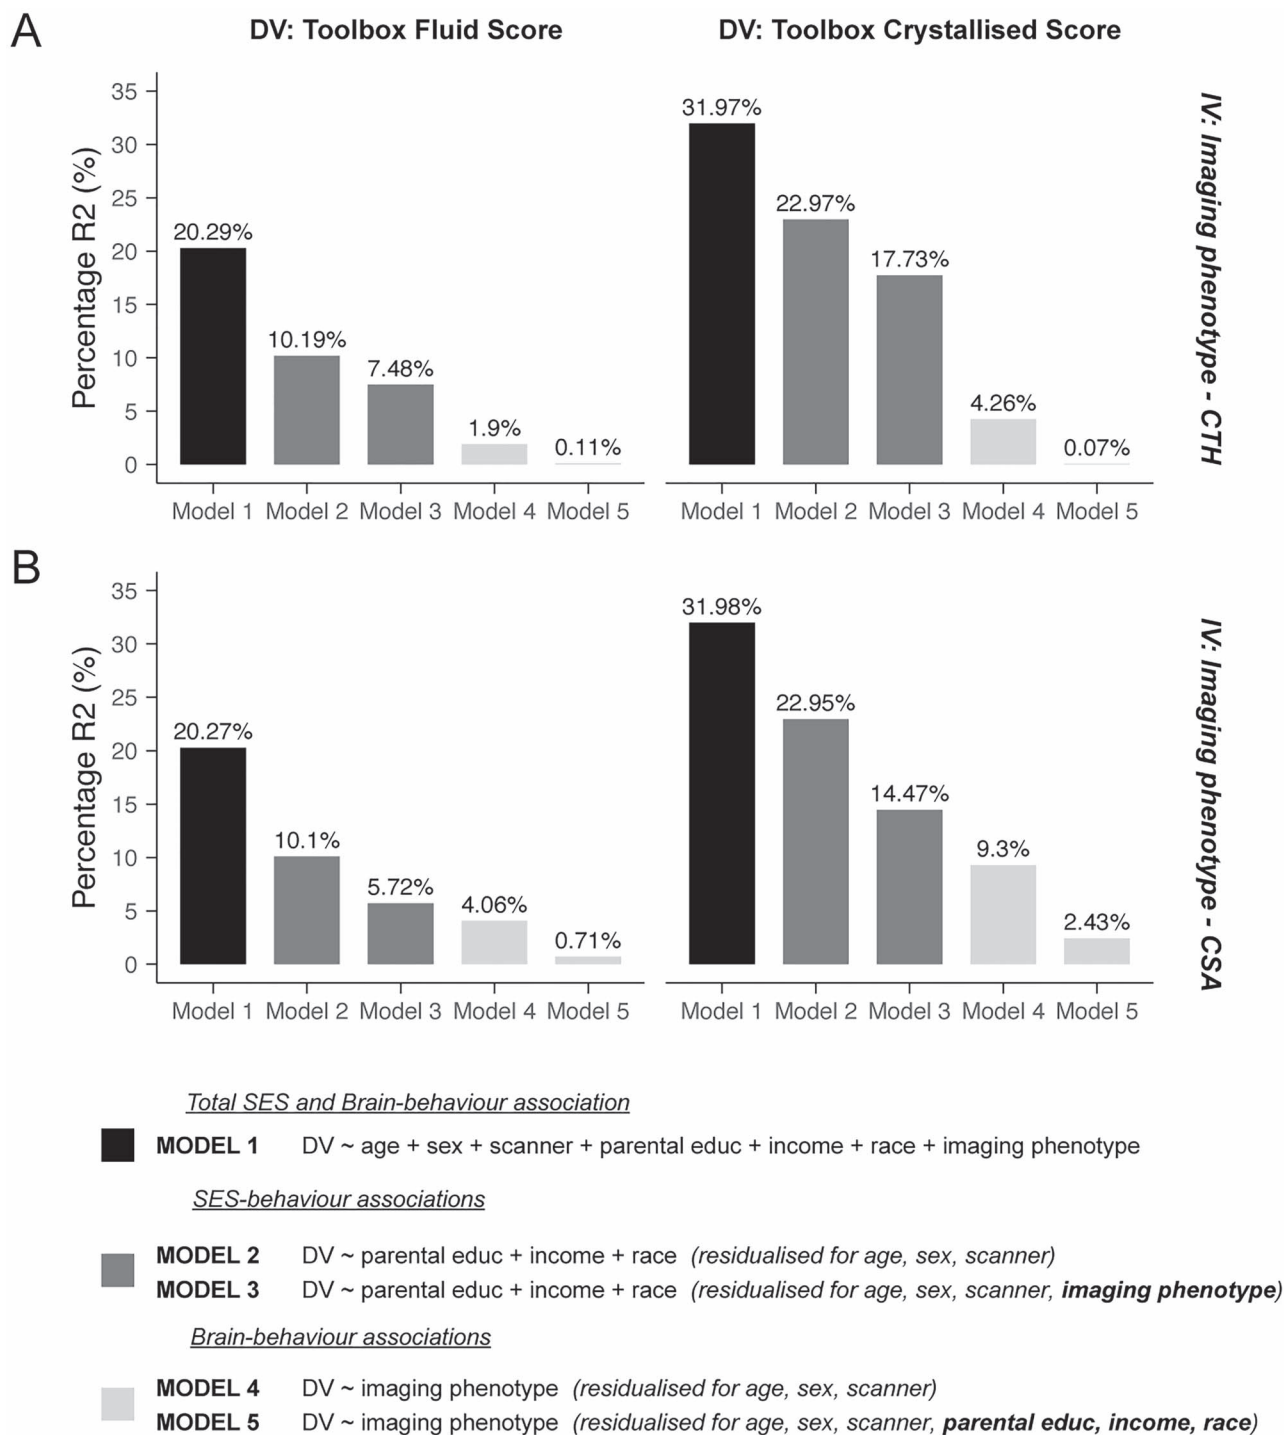 A
DV: Toolbox Fluid Score
DV: Toolbox Crystallised Score
IV: Imaging phenotype - CTH
Percentage R2 (%)
35
30
25
20
15
10
5
0
20.29%
10.19%
7.48%
1.9%
0.11%
31.97%
22.97%
17.73%
4.26%
0.07%
Model 1 Model 2 Model 3 Model 4 Model 5
Model 1 Model 2 Model 3 Model 4 Model 5
B
IV: Imaging phenotype - CSA
Percentage R2 (%)
35
30
25
20
15
10
5
0
20.27%
10.1%
5.72%
4.06%
0.71%
31.98%
22.95%
14.47%
9.3%
2.43%
Model 1 Model 2 Model 3 Model 4 Model 5
Model 1 Model 2 Model 3 Model 4 Model 5
Total SES and Brain-behaviour association
MODEL 1 DV ~ age + sex + scanner + parental educ + income + race + imaging phenotype
SES-behaviour associations
MODEL 2 DV ~ parental educ + income + race (residualised for age, sex, scanner)
MODEL 3 DV ~ parental educ + income + race (residualised for age, sex, scanner, imaging phenotype)
Brain-behaviour associations
MODEL 4 DV ~ imaging phenotype (residualised for age, sex, scanner)
MODEL 5 DV ~ imaging phenotype (residualised for age, sex, scanner, parental educ, income, race)